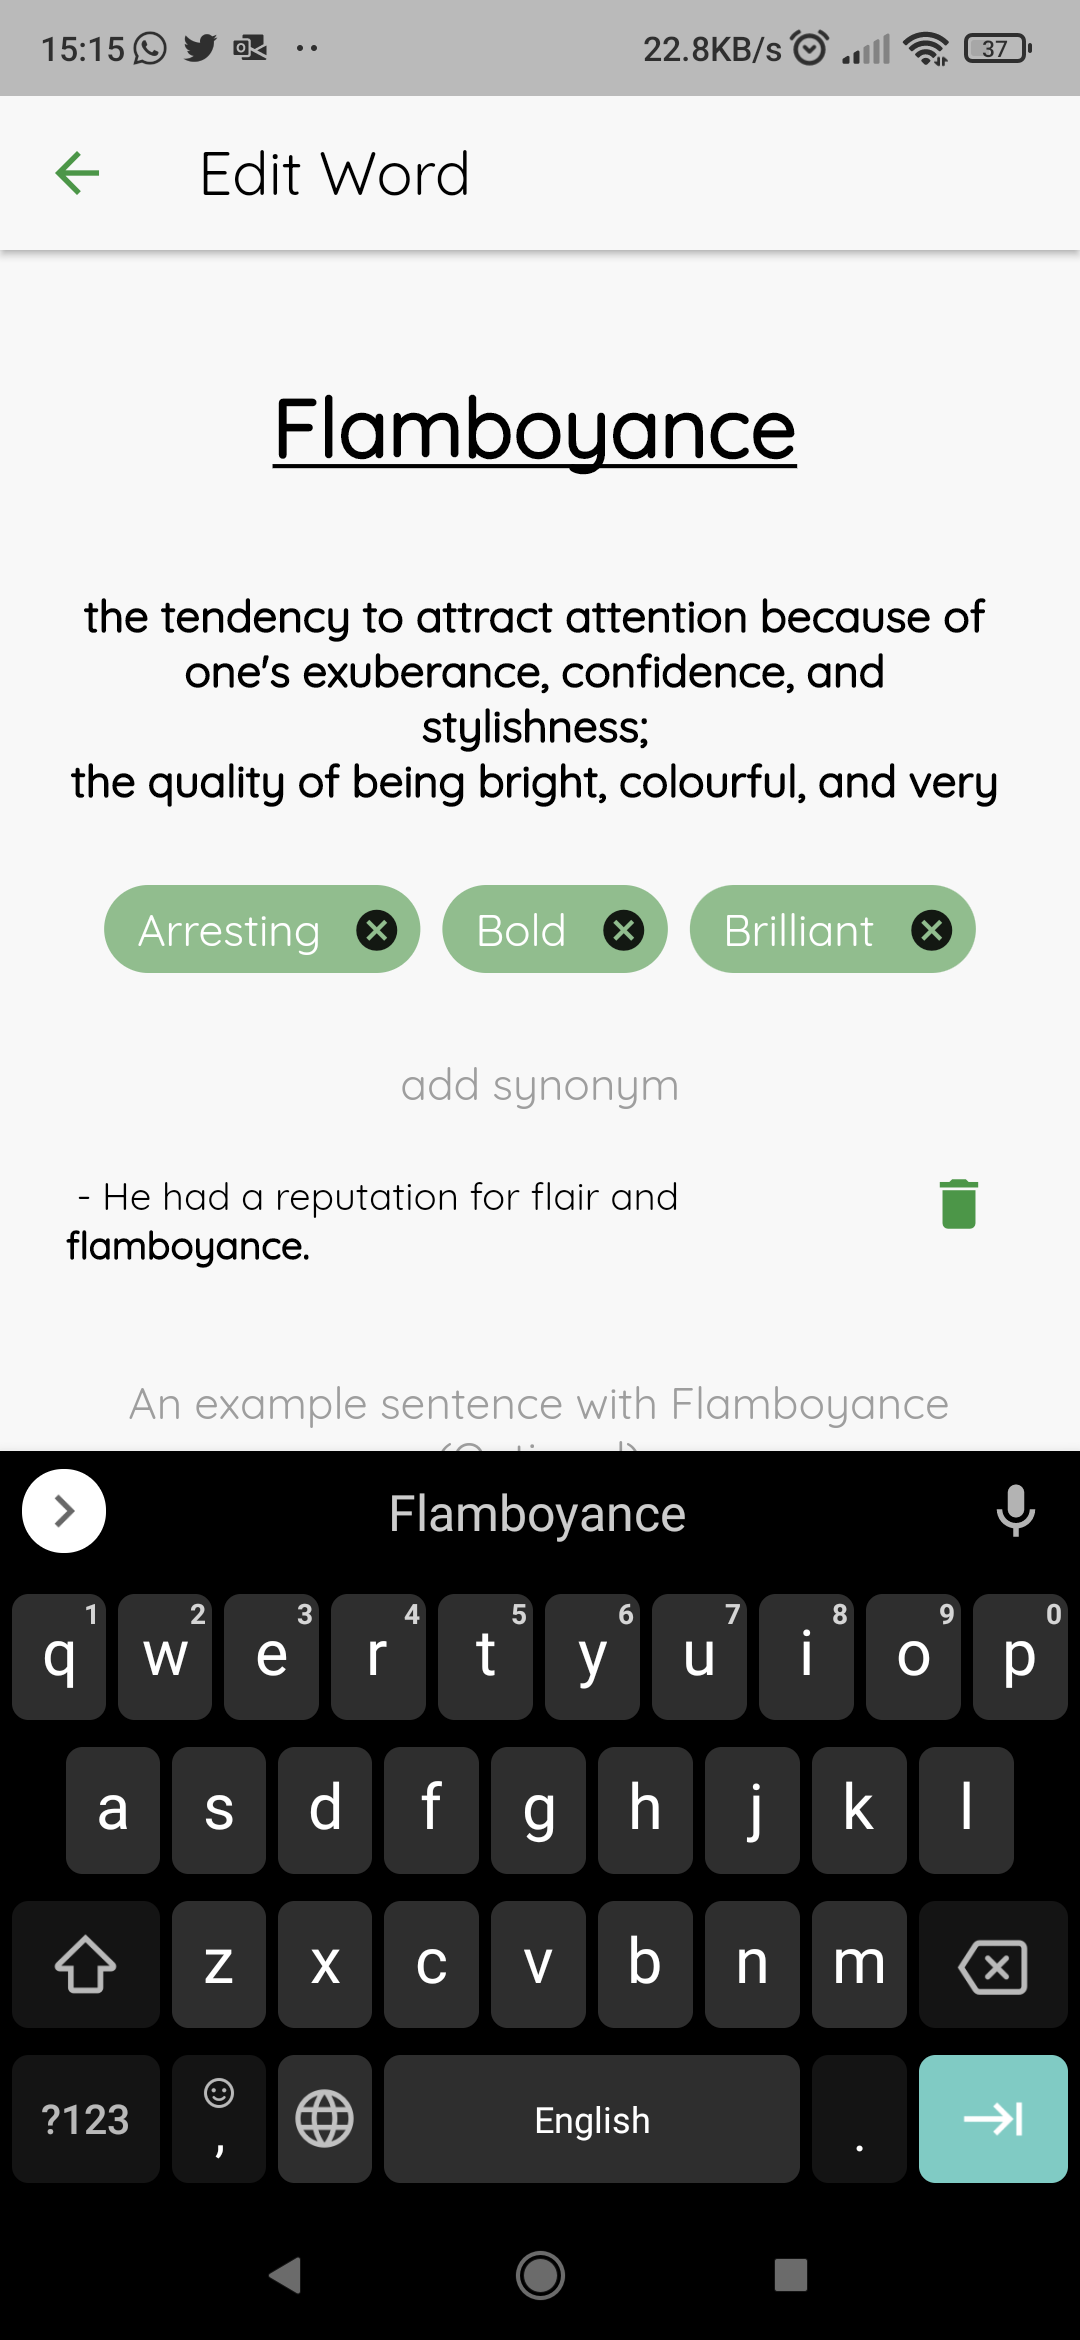 15:15 22.8KB/s 37
Edit Word
Flamboyance
the tendency to attract attention because of
one's exuberance, confidence, and
stylishness;
the quality of being bright, colourful, and very
Arresting Bold Brilliant
add synonym
- He had a reputation for flair and
flamboyance.
An example sentence with Flamboyance
Flamboyance
1 2 3 4 5 6 7 8 9 0
q w e r t y u i o p
a s d f g h j k l
z x c v b n m
?123 , English .